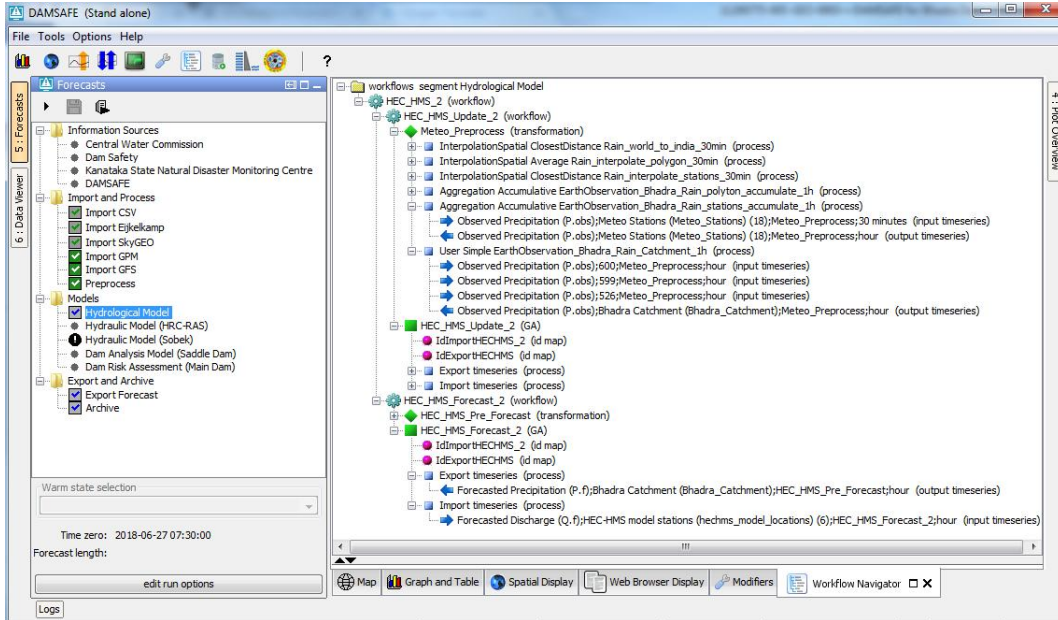 DAMSAFE (Stand alone)
File Tools Options Help
?
5 : Forecasts
6 : Data Viewer
Forecasts
Information Sources
Central Water Commission
Dam Safety
Kanataka State Natural Disaster Monitoring Centre
DAMSAFE
Import and Process
Import CSV
Import Eijkelkamp
Import SkyGEO
Import GPM
Import GFS
Preprocess
Models
Hydrological Model
Hydraulic Model (HRC-RAS)
Hydraulic Model (Sobek)
Dam Analysis Model (Saddle Dam)
Dam Risk Assessment (Main Dam)
Export and Archive
Export Forecast
Archive
Warm state selection
Time zero: 2018-06-27 07:30:00
Forecast length:
edit run options
Logs
workflows segment Hydrological Model
HEC_HMS_2 (workflow)
HEC_HMS_Update_2 (workflow)
Meteo_Preprocess (transformation)
InterpolationSpatial ClosestDistance Rain_world_to_india_30min (process)
InterpolationSpatial Average Rain_interpolate_polygon_30min (process)
InterpolationSpatial ClosestDistance Rain_interpolate_stations_30min (process)
Aggregation Accumulative EarthObservation_Bhadra_Rain_polyton_accumulate_1h (process)
Aggregation Accumulative EarthObservation_Bhadra_Rain_stations_accumulate_1h (process)
Observed Precipitation (P.obs);Meteo Stations (Meteo_Stations) (18);Meteo_Preprocess;30 minutes (input timeseries)
Observed Precipitation (P.obs);Meteo Stations (Meteo_Stations) (18);Meteo_Preprocess;hour (output timeseries)
User Simple EarthObservation_Bhadra_Rain_Catchment_1h (process)
Observed Precipitation (P.obs);600;Meteo_Preprocess;hour (input timeseries)
Observed Precipitation (P.obs);599;Meteo_Preprocess;hour (input timeseries)
Observed Precipitation (P.obs);526;Meteo_Preprocess;hour (input timeseries)
Observed Precipitation (P.obs);Bhadra Catchment (Bhadra_Catchment);Meteo_Preprocess;hour (output timeseries)
HEC_HMS_Update_2 (GA)
IdImportHECHMS_2 (id map)
IdExportHECHMS (id map)
Export timeseries (process)
Import timeseries (process)
HEC_HMS_Forecast_2 (workflow)
HEC_HMS_Pre_Forecast (transformation)
HEC_HMS_Forecast_2 (GA)
IdImportHECHMS_2 (id map)
IdExportHECHMS (id map)
Export timeseries (process)
Forecasted Precipitation (P.f);Bhadra Catchment (Bhadra_Catchment);HEC_HMS_Pre_Forecast;hour (output timeseries)
Import timeseries (process)
Forecasted Discharge (Q.f);HEC-HMS model stations (hechms_model_locations) (6);HEC_HMS_Forecast_2;hour (input timeseries)
Map
Graph and Table
Spatial Display
Web Browser Display
Modifiers
Workflow Navigator
4 : Plot Overview